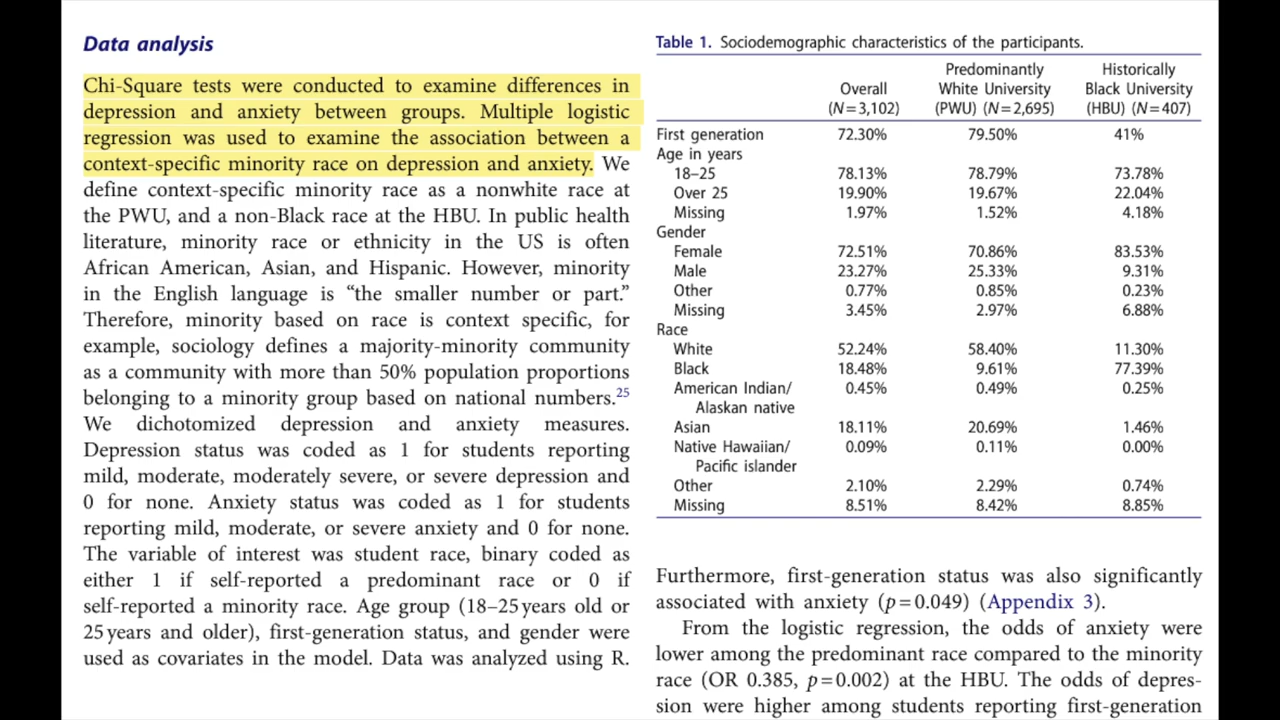 Data analysis
Chi-Square tests were conducted to examine differences in
depression and anxiety between groups. Multiple logistic
regression was used to examine the association between a
context-specific minority race on depression and anxiety. We
define context-specific minority race as a nonwhite race at
the PWU, and a non-Black race at the HBU. In public health
literature, minority race or ethnicity in the US is often
African American, Asian, and Hispanic. However, minority
in the English language is “the smaller number or part.”
Therefore, minority based on race is context specific, for
example, sociology defines a majority-minority community
as a community with more than 50% population proportions
belonging to a minority group based on national numbers.25
We dichotomized depression and anxiety measures.
Depression status was coded as 1 for students reporting
mild, moderate, moderately severe, or severe depression and
0 for none. Anxiety status was coded as 1 for students
reporting mild, moderate, or severe anxiety and 0 for none.
The variable of interest was student race, binary coded as
either 1 if self-reported a predominant race or 0 if
self-reported a minority race. Age group (18–25 years old or
25 years and older), first-generation status, and gender were
used as covariates in the model. Data was analyzed using R.
Table 1. Sociodemographic characteristics of the participants.
Predominantly Historically
Overall White University Black University
(N=3,102) (PWU) (N=2,695) (HBU) (N=407)
First generation 72.30% 79.50% 41%
Age in years
18–25 78.13% 78.79% 73.78%
Over 25 19.90% 19.67% 22.04%
Missing 1.97% 1.52% 4.18%
Gender
Female 72.51% 70.86% 83.53%
Male 23.27% 25.33% 9.31%
Other 0.77% 0.85% 0.23%
Missing 3.45% 2.97% 6.88%
Race
White 52.24% 58.40% 11.30%
Black 18.48% 9.61% 77.39%
American Indian/ 0.45% 0.49% 0.25%
Alaskan native
Asian 18.11% 20.69% 1.46%
Native Hawaiian/ 0.09% 0.11% 0.00%
Pacific islander
Other 2.10% 2.29% 0.74%
Missing 8.51% 8.42% 8.85%
Furthermore, first-generation status was also significantly
associated with anxiety (p=0.049) (Appendix 3).
From the logistic regression, the odds of anxiety were
lower among the predominant race compared to the minority
race (OR 0.385, p=0.002) at the HBU. The odds of depres-
sion were higher among students reporting first-generation